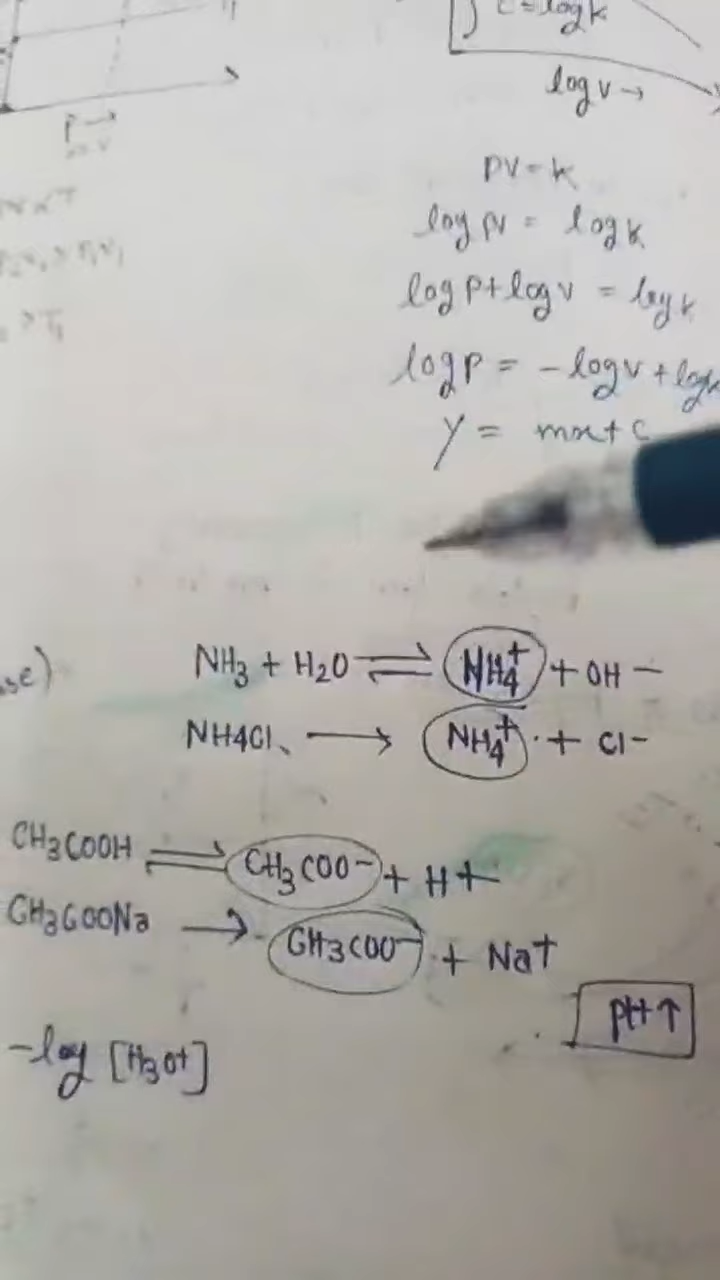 c = log k
log v →
P →
PV = K
log PV = log K
log P + log V = log K
log P = - log V + log K
y = mx + c
NH3 + H2O ⇌ NH4+ + OH-
NH4Cl → NH4+ + Cl-
CH3COOH ⇌ CH3COO- + H+
CH3COONa → CH3COO- + Na+
pH ↑
-log [H3O+]